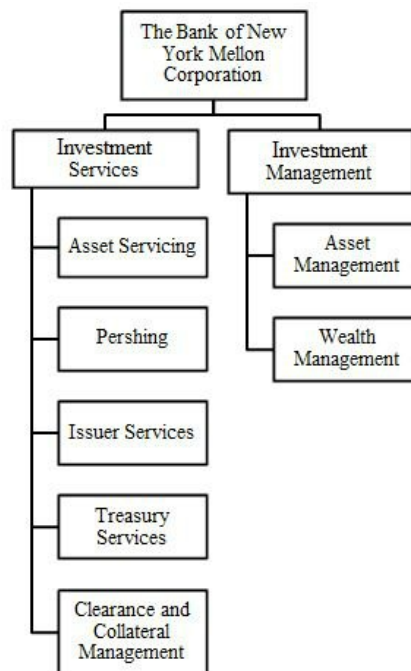 The Bank of New
York Mellon
Corporation
Investment
Services
Asset Servicing
Pershing
Issuer Services
Treasury
Services
Clearance and
Collateral
Management
Investment
Management
Asset
Management
Wealth
Management